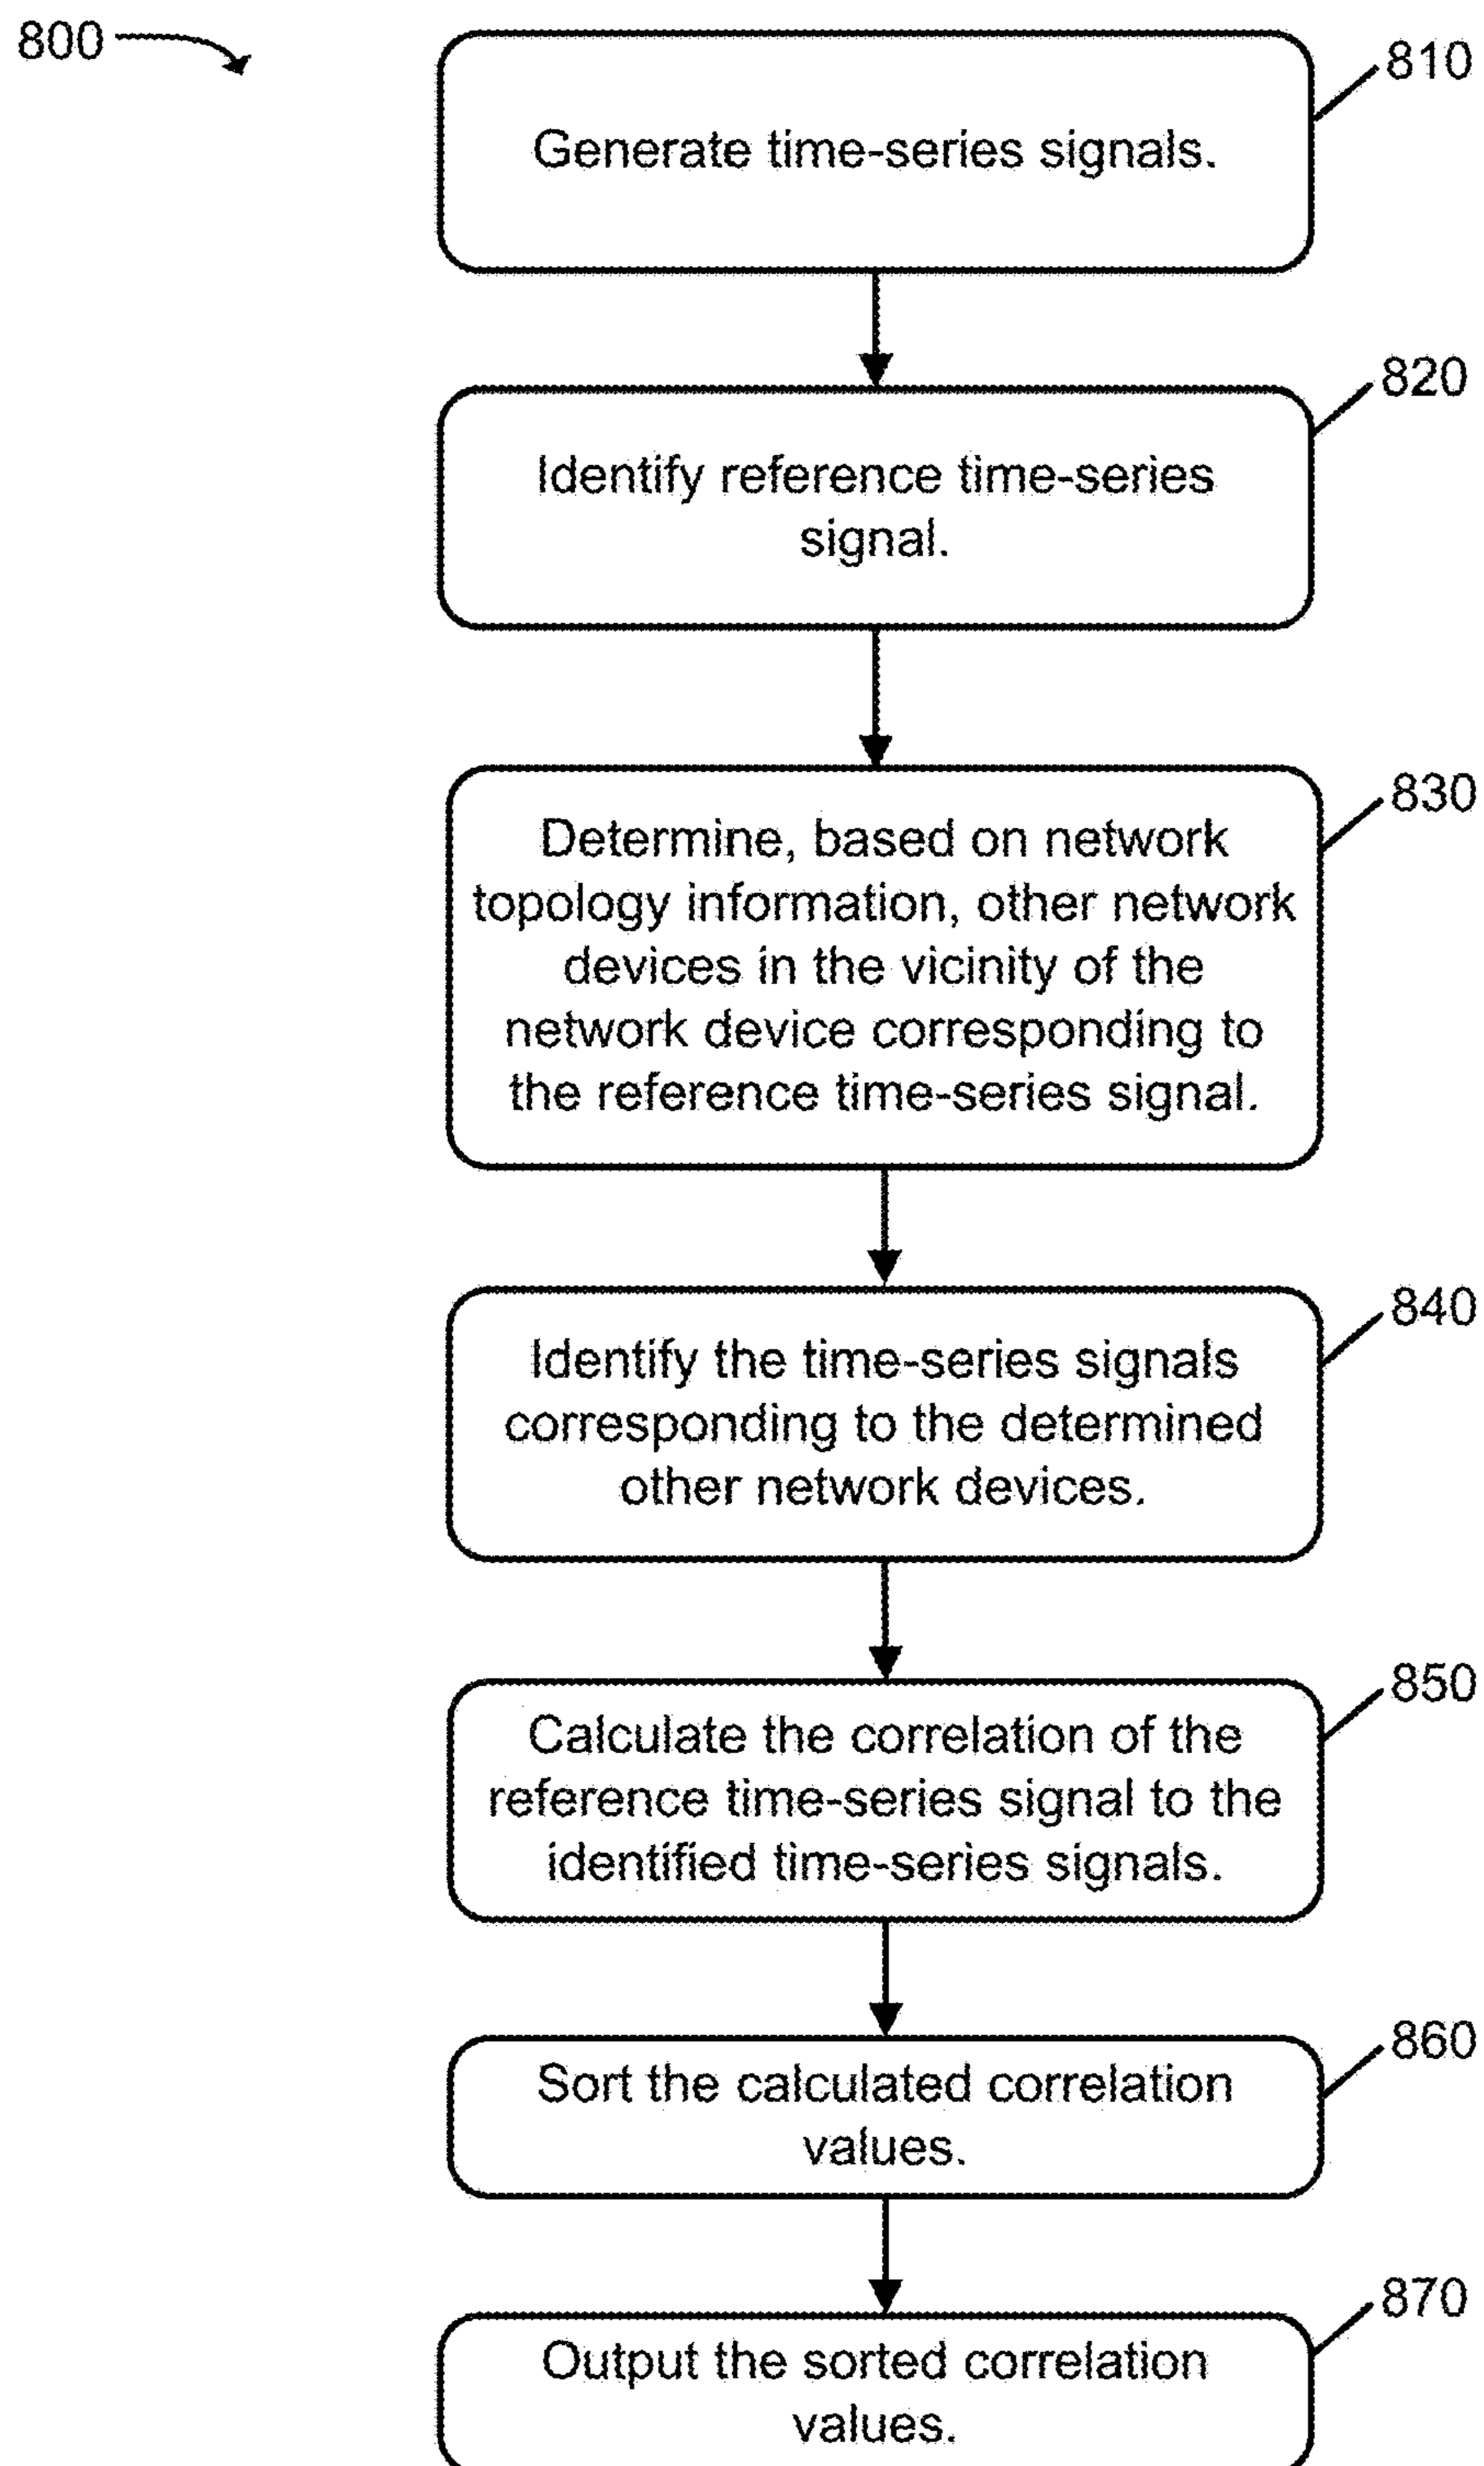 800
810
Generate time-series signals.
820
Identify reference time-series
signal.
830
Determine, based on network
topology information, other network
devices in the vicinity of the
network device corresponding to
the reference time-series signal.
840
Identify the time-series signals
corresponding to the determined
other network devices.
850
Calculate the correlation of the
reference time-series signal to the
identified time-series signals.
860
Sort the calculated correlation
values.
870
Output the sorted correlation
values.